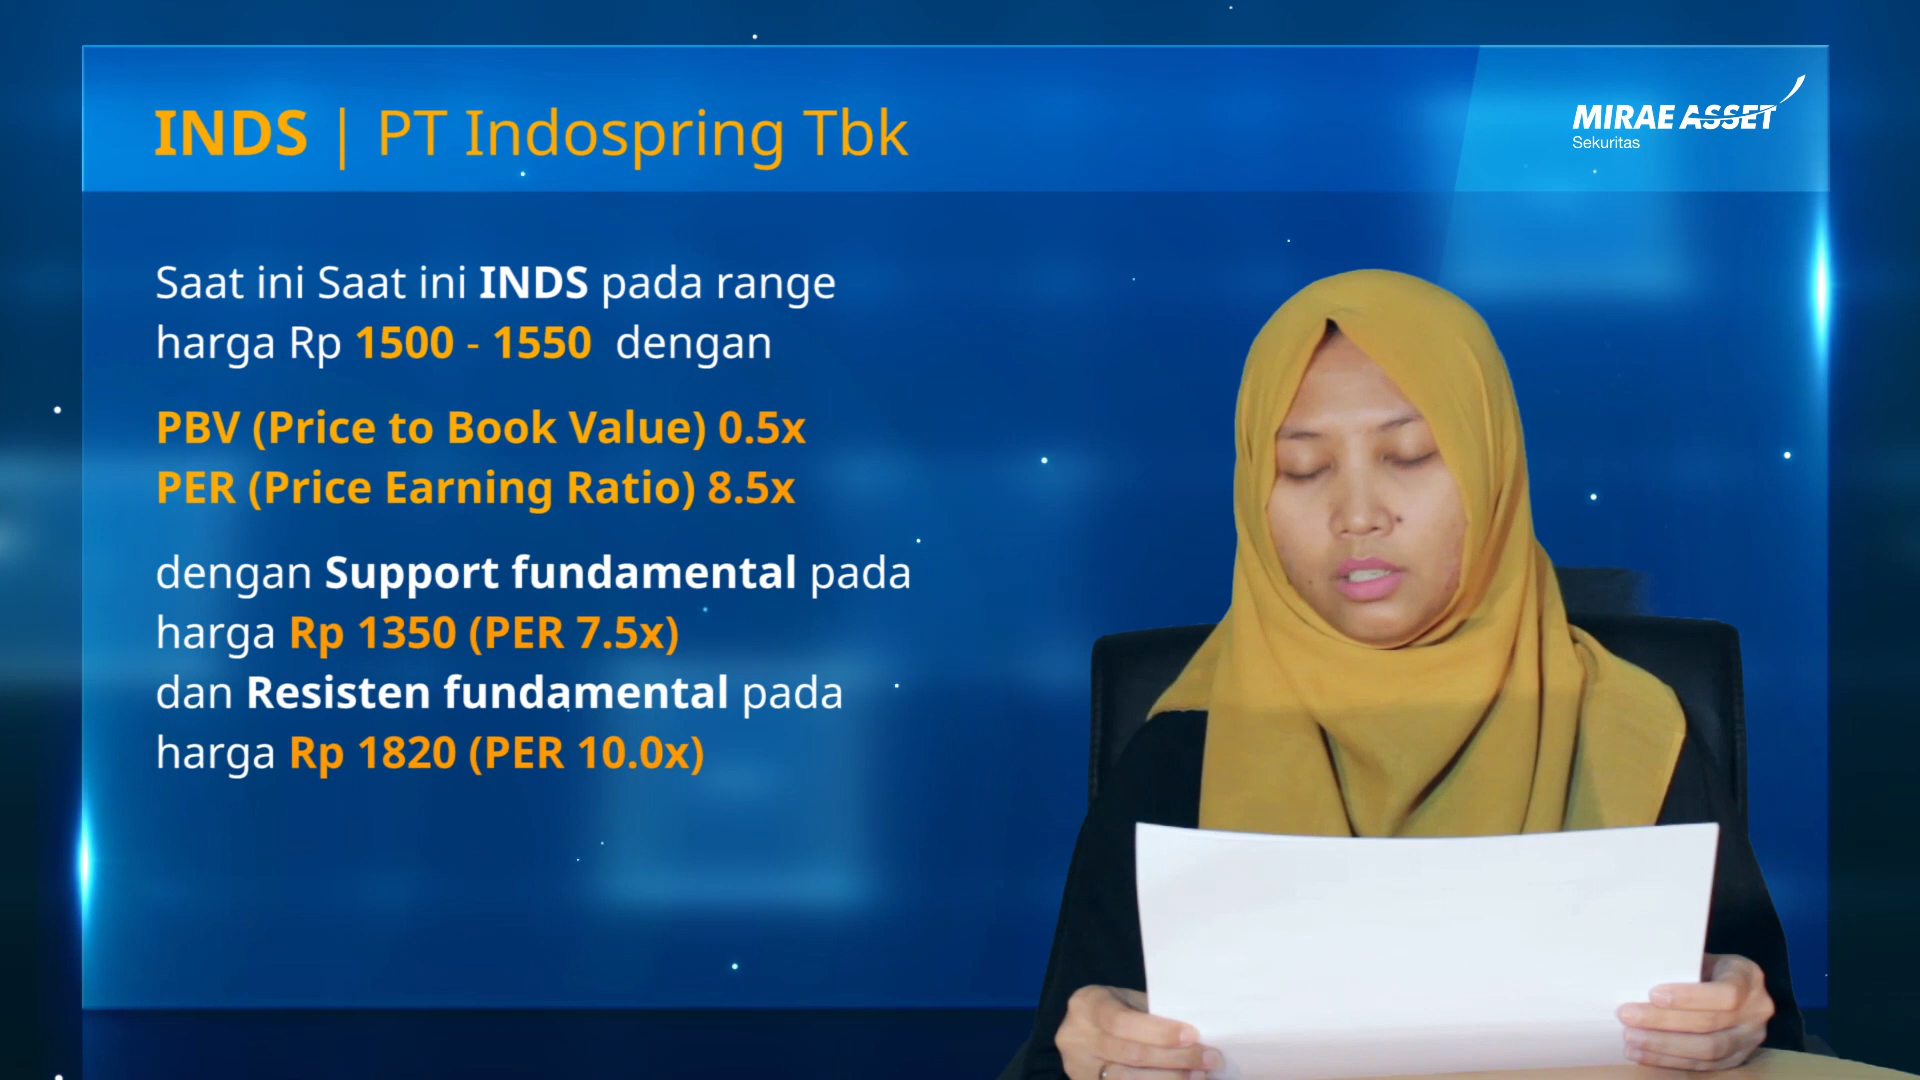 INDS | PT Indospring Tbk
MIRAE ASSET
Sekuritas
Saat ini Saat ini INDS pada range
harga Rp 1500 - 1550 dengan
PBV (Price to Book Value) 0.5x
PER (Price Earning Ratio) 8.5x
dengan Support fundamental pada
harga Rp 1350 (PER 7.5x)
dan Resisten fundamental pada
harga Rp 1820 (PER 10.0x)